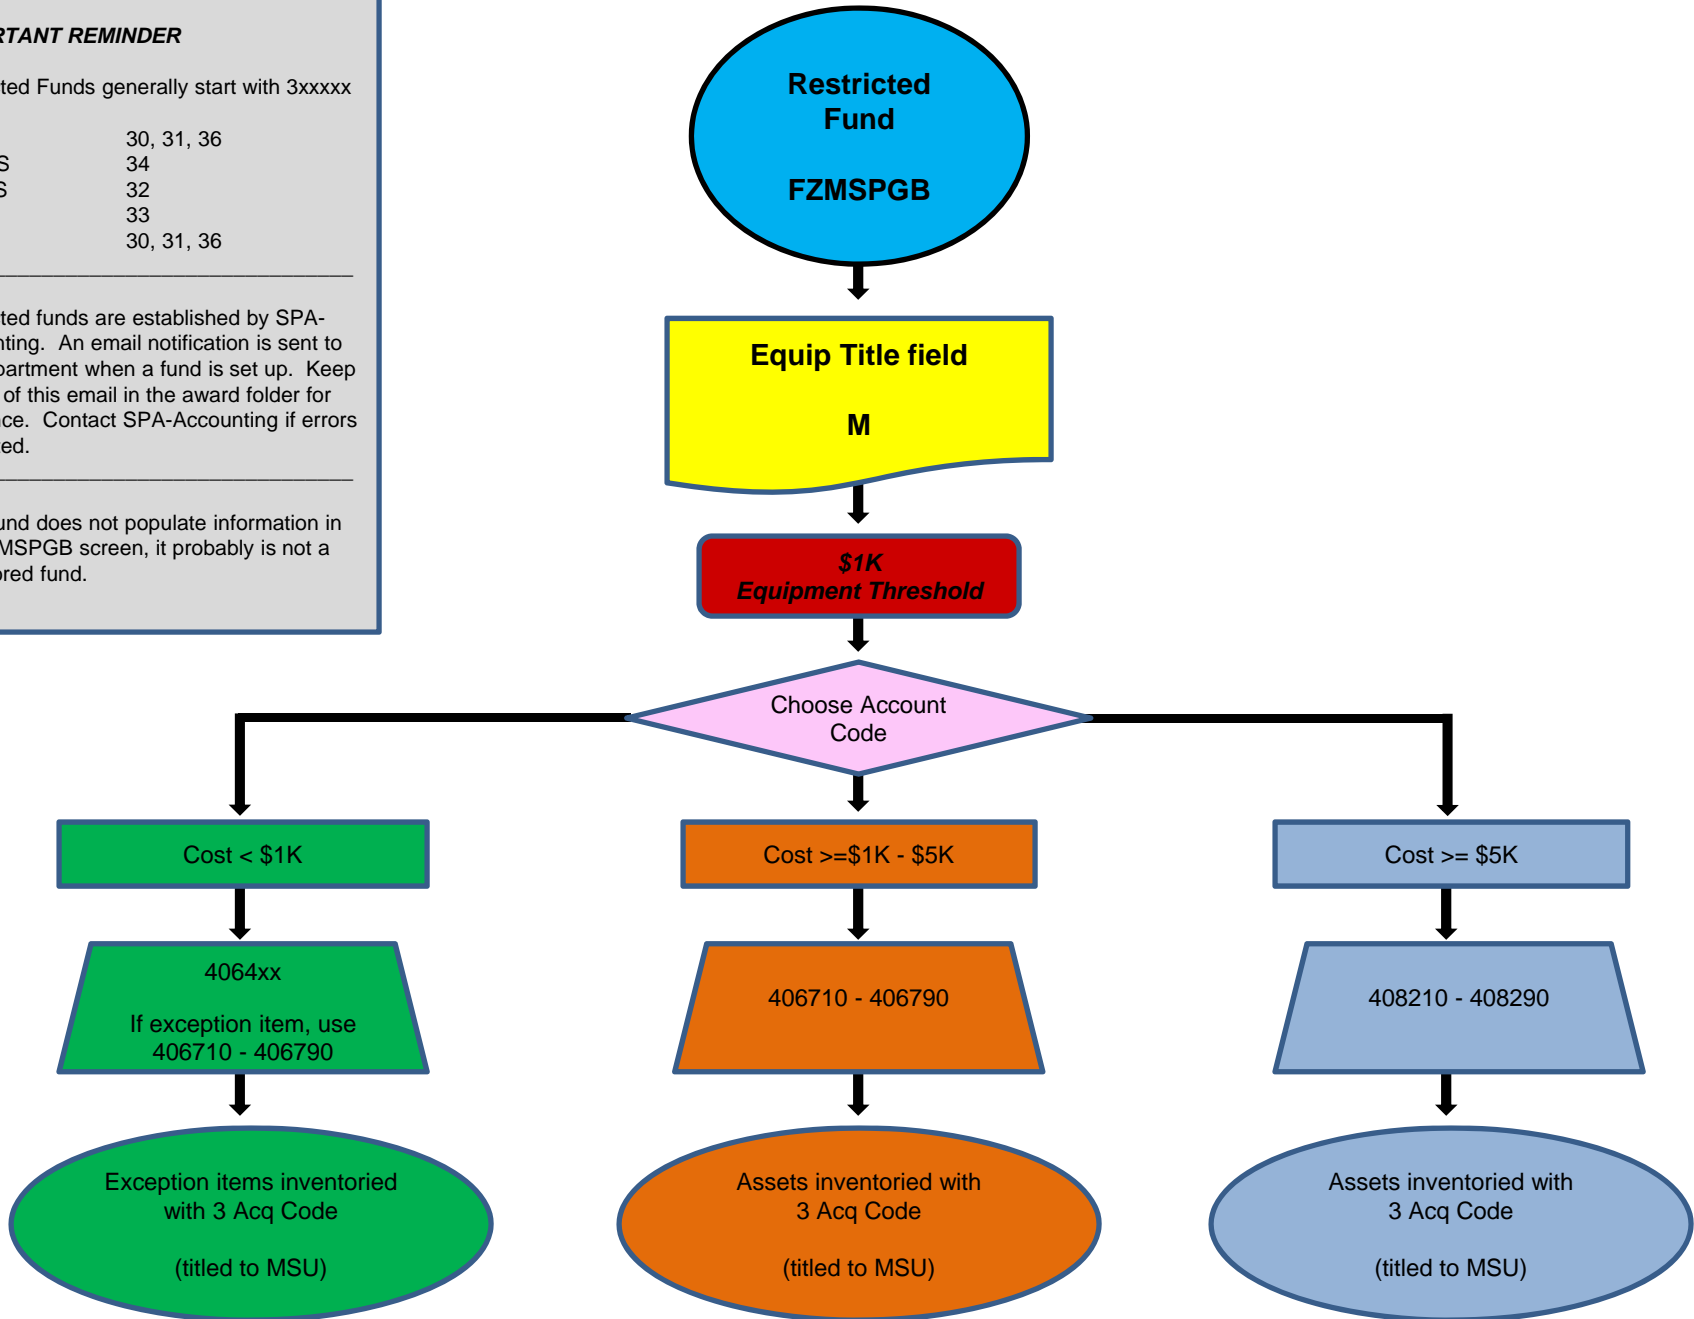 RTANT REMINDER
ted Funds generally start with 3xxxxx
30, 31, 36
S 34
S 32
33
30, 31, 36
ted funds are established by SPA-
nting. An email notification is sent to
partment when a fund is set up. Keep
of this email in the award folder for
nce. Contact SPA-Accounting if errors
ted.
und does not populate information in
MSPGB screen, it probably is not a
ored fund.
Restricted
Fund
FZMSPGB
Equip Title field
M
$1K
Equipment Threshold
Choose Account
Code
Cost < $1K
Cost >=$1K - $5K
Cost >= $5K
4064xx
If exception item, use
406710 - 406790
406710 - 406790
408210 - 408290
Exception items inventoried
with 3 Acq Code
(titled to MSU)
Assets inventoried with
3 Acq Code
(titled to MSU)
Assets inventoried with
3 Acq Code
(titled to MSU)